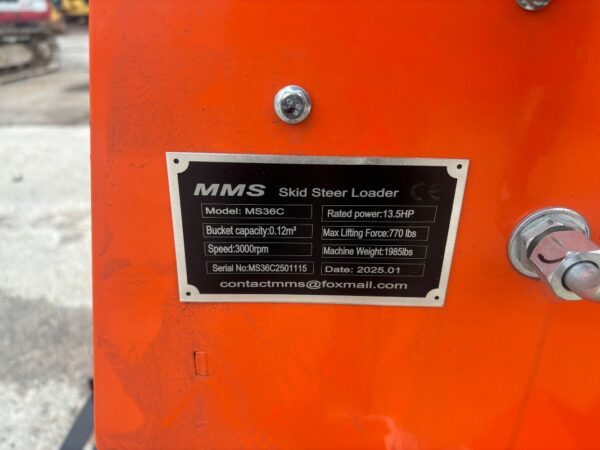 MMS Skid Steer Loader CE
Model: MS36C
Rated power:13.5HP
Bucket capacity:0.12m³
Max Lifting Force:770 lbs
Speed:3000rpm
Machine Weight:1985lbs
Serial No:MS36C2501115
Date: 2025.01
contactmms@foxmail.com